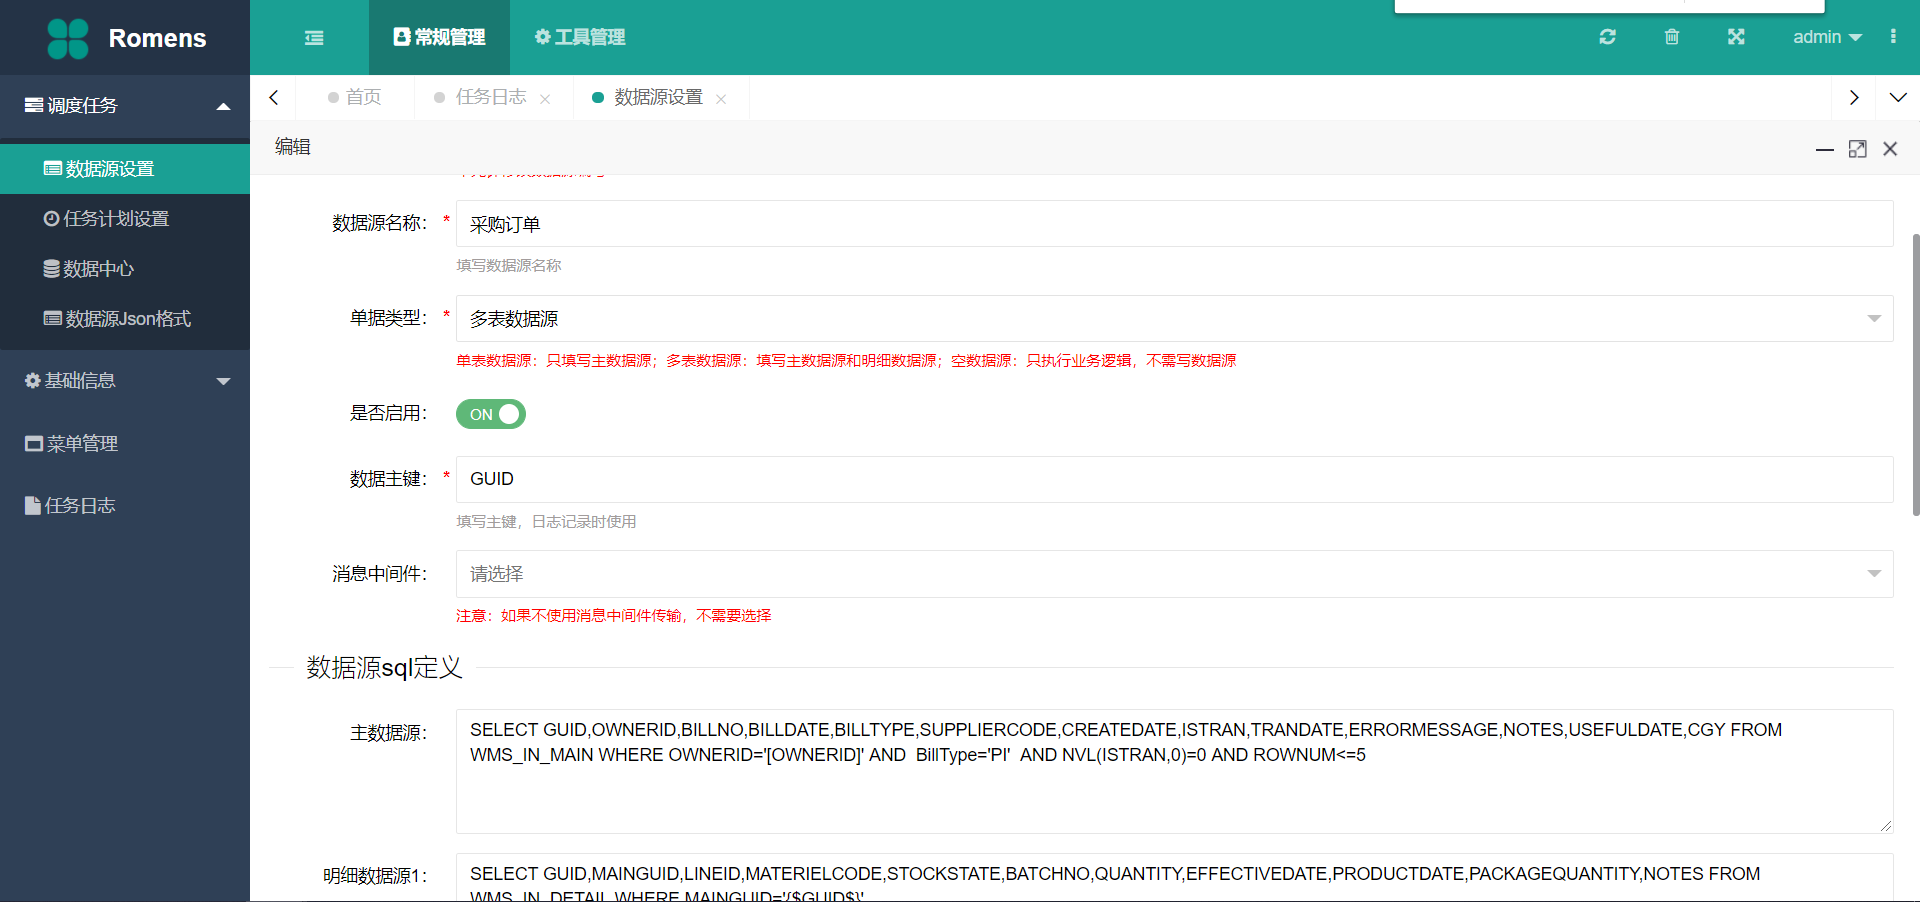 Romens
常规管理
工具管理
admin
调度任务
首页
任务日志
数据源设置
编辑
数据源设置
任务计划设置
数据中心
数据源Json格式
基础信息
菜单管理
任务日志
数据源名称： * 采购订单
填写数据源名称
单据类型： * 多表数据源
单表数据源：只填写主数据源；多表数据源：填写主数据源和明细数据源；空数据源：只执行业务逻辑，不需写数据源
是否启用： ON
数据主键： * GUID
填写主键，日志记录时使用
消息中间件： 请选择
注意：如果不使用消息中间件传输，不需要选择
数据源sql定义
主数据源： SELECT GUID,OWNERID,BILLNO,BILLDATE,BILLTYPE,SUPPLIERCODE,CREATEDATE,ISTRAN,TRANDATE,ERRORMESSAGE,NOTES,USEFULDATE,CGY FROM
WMS_IN_MAIN WHERE OWNERID='[OWNERID]' AND  BillType='PI'  AND NVL(ISTRAN,0)=0 AND ROWNUM<=5
明细数据源1： SELECT GUID,MAINGUID,LINEID,MATERIELCODE,STOCKSTATE,BATCHNO,QUANTITY,EFFECTIVEDATE,PRODUCTDATE,PACKAGEQUANTITY,NOTES FROM
WMS_IN_DETAIL WHERE MAINGUID='{$GUID$}'